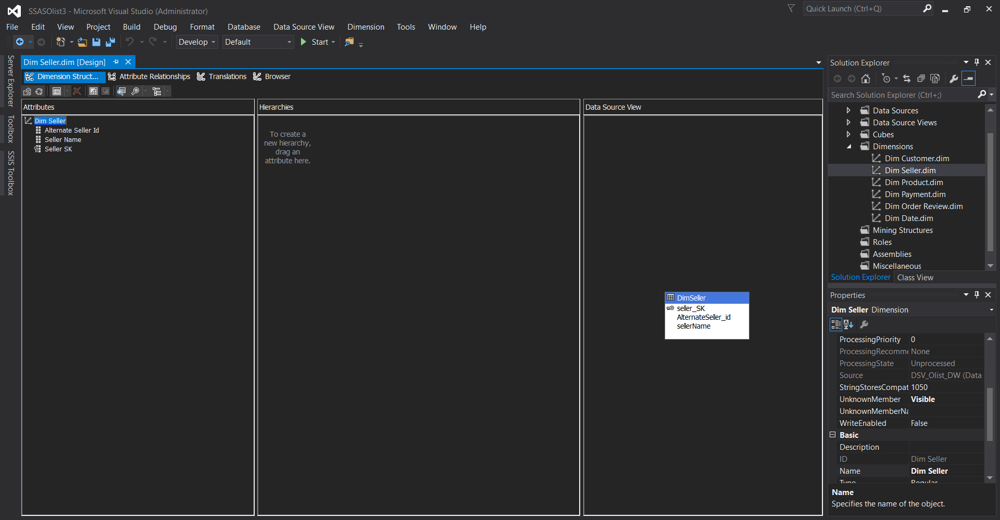 SSASOlist3 - Microsoft Visual Studio (Administrator)
Quick Launch (Ctrl+Q)
File Edit View Project Build Debug Format Database Data Source View Dimension Tools Window Help
Develop Default Start
Server Explorer
Toolbox
SSIS Toolbox
Dim Seller.dim [Design]
Dimension Struct... Attribute Relationships Translations Browser
Attributes
Dim Seller
Alternate Seller Id
Seller Name
Seller SK
Hierarchies
To create a
new hierarchy,
drag an
attribute here.
Data Source View
DimSeller
seller_SK
AlternateSeller_id
sellerName
Solution Explorer
Search Solution Explorer (Ctrl+;)
Data Sources
Data Source Views
Cubes
Dimensions
Dim Customer.dim
Dim Seller.dim
Dim Product.dim
Dim Payment.dim
Dim Order Review.dim
Dim Date.dim
Mining Structures
Roles
Assemblies
Miscellaneous
Solution Explorer Class View
Properties
Dim Seller Dimension
ProcessingPriority 0
ProcessingRecomme None
ProcessingState Unprocessed
Source DSV_Olist_DW (Data
StringStoresCompat 1050
UnknownMember Visible
UnknownMemberNa
WriteEnabled False
Basic
Description
ID Dim Seller
Name Dim Seller
Type Regular
Name
Specifies the name of the object.